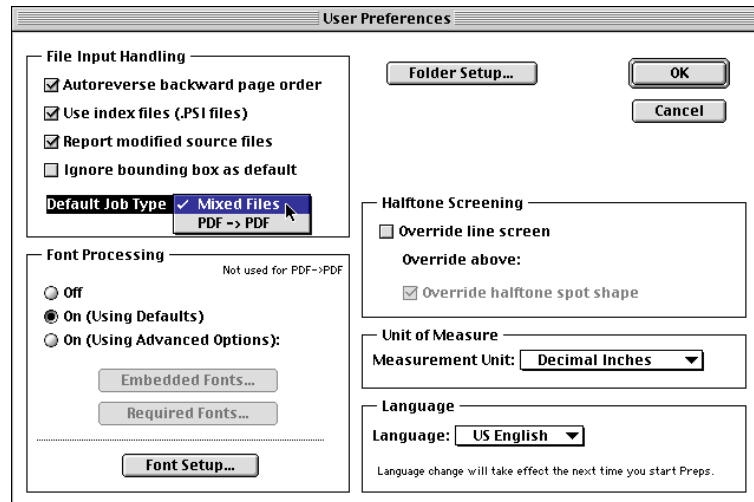 User Preferences
File Input Handling
Autoreverse backward page order
Use index files (.PSI files)
Report modified source files
Ignore bounding box as default
Default Job Type ✓ Mixed Files
PDF -> PDF
Font Processing
Not used for PDF->PDF
Off
On (Using Defaults)
On (Using Advanced Options):
Embedded Fonts...
Required Fonts...
Font Setup...
Folder Setup...
OK
Cancel
Halftone Screening
Override line screen
Override above:
Override halftone spot shape
Unit of Measure
Measurement Unit: Decimal Inches
Language
Language: US English
Language change will take effect the next time you start Preps.